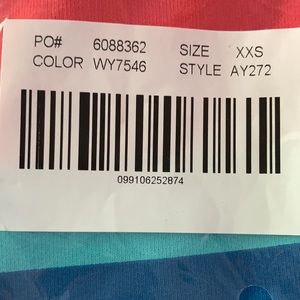 PO# 6088362 SIZE XXS
COLOR WY7546 STYLE AY272
099106252874